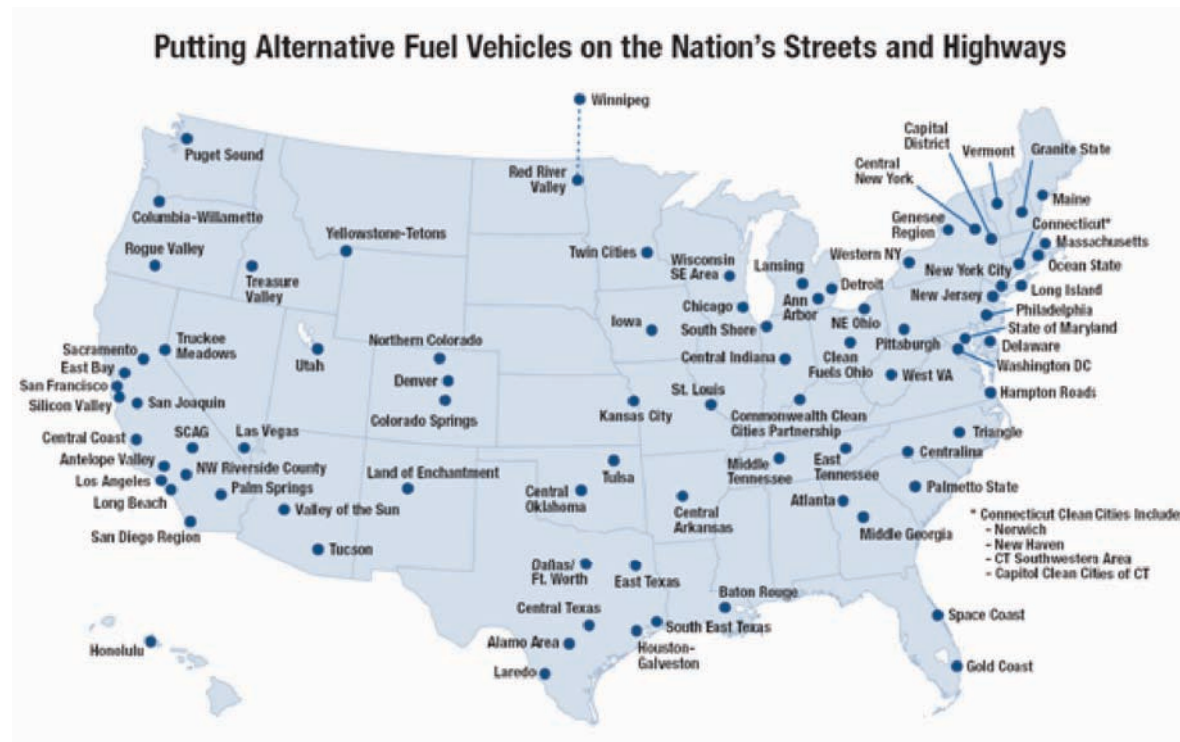 Putting Alternative Fuel Vehicles on the Nation's Streets and Highways
Winnipeg
Puget Sound
Red River
Valley
Capital
District
Vermont
Granite State
Central
New York
Maine
Columbia-Willamette
Genesee
Region
Connecticut*
Rogue Valley
Yellowstone-Tetons
Twin Cities
Massachusetts
Treasure
Valley
Wisconsin
SE Area
Lansing
Western NY
New York City
Ocean State
Detroit
Ann
Arbor
New Jersey
Long Island
Chicago
Iowa
South Shore
NE Ohio
Philadelphia
State of Maryland
Pittsburgh
Delaware
Washington DC
Truckee
Meadows
Sacramento
East Bay
San Francisco
Silicon Valley
San Joaquin
Utah
Northern Colorado
Denver
Colorado Springs
Central Indiana
Clean
Fuels Ohio
West VA
Hampton Roads
Kansas City
St. Louis
Commonwealth Clean
Cities Partnership
Central Coast
SCAG
Las Vegas
Triangle
Centralina
Antelope Valley
NW Riverside County
Los Angeles
Palm Springs
Long Beach
Land of Enchantment
Tulsa
Middle
Tennessee
East
Tennessee
Palmetto State
Central
Oklahoma
Central
Arkansas
Atlanta
Middle Georgia
Valley of the Sun
San Diego Region
Tucson
* Connecticut Clean Cities Include
- Norwich
- New Haven
- CT Southwestern Area
- Capitol Clean Cities of CT
Dallas/
Ft. Worth
East Texas
Baton Rouge
Central Texas
South East Texas
Alamo Area
Houston-
Galveston
Laredo
Space Coast
Gold Coast
Honolulu